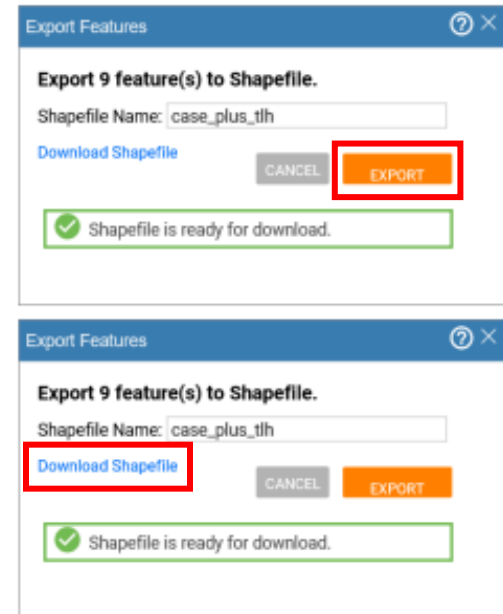 Export Features
Export 9 feature(s) to Shapefile.
Shapefile Name: case_plus_tlh
Download Shapefile
CANCEL EXPORT
Shapefile is ready for download.
Export Features
Export 9 feature(s) to Shapefile.
Shapefile Name: case_plus_tlh
Download Shapefile
CANCEL EXPORT
Shapefile is ready for download.